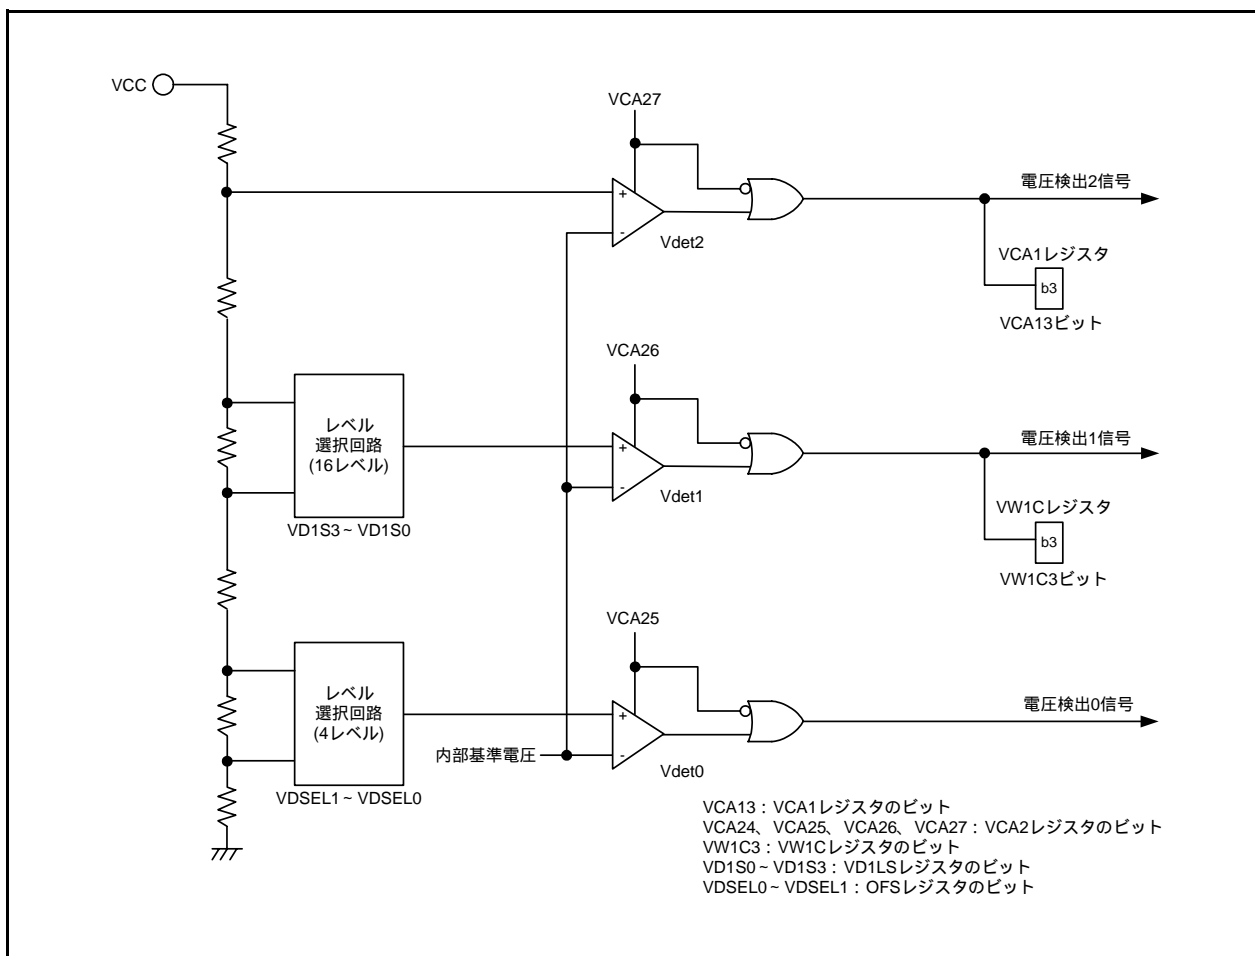 VCC
VCA27
+
-
Vdet2
電圧検出2信号
VCA1レジスタ
b3
VCA13ビット
レベル
選択回路
(16レベル)
VD1S3~VD1S0
VCA26
+
-
Vdet1
電圧検出1信号
VW1Cレジスタ
b3
VW1C3ビット
レベル
選択回路
(4レベル)
VDSEL1~VDSEL0
VCA25
+
-
Vdet0
内部基準電圧
電圧検出0信号
VCA13:VCA1レジスタのビット
VCA24、VCA25、VCA26、VCA27:VCA2レジスタのビット
VW1C3:VW1Cレジスタのビット
VD1S0~VD1S3:VD1LSレジスタのビット
VDSEL0~VDSEL1:OFSレジスタのビット